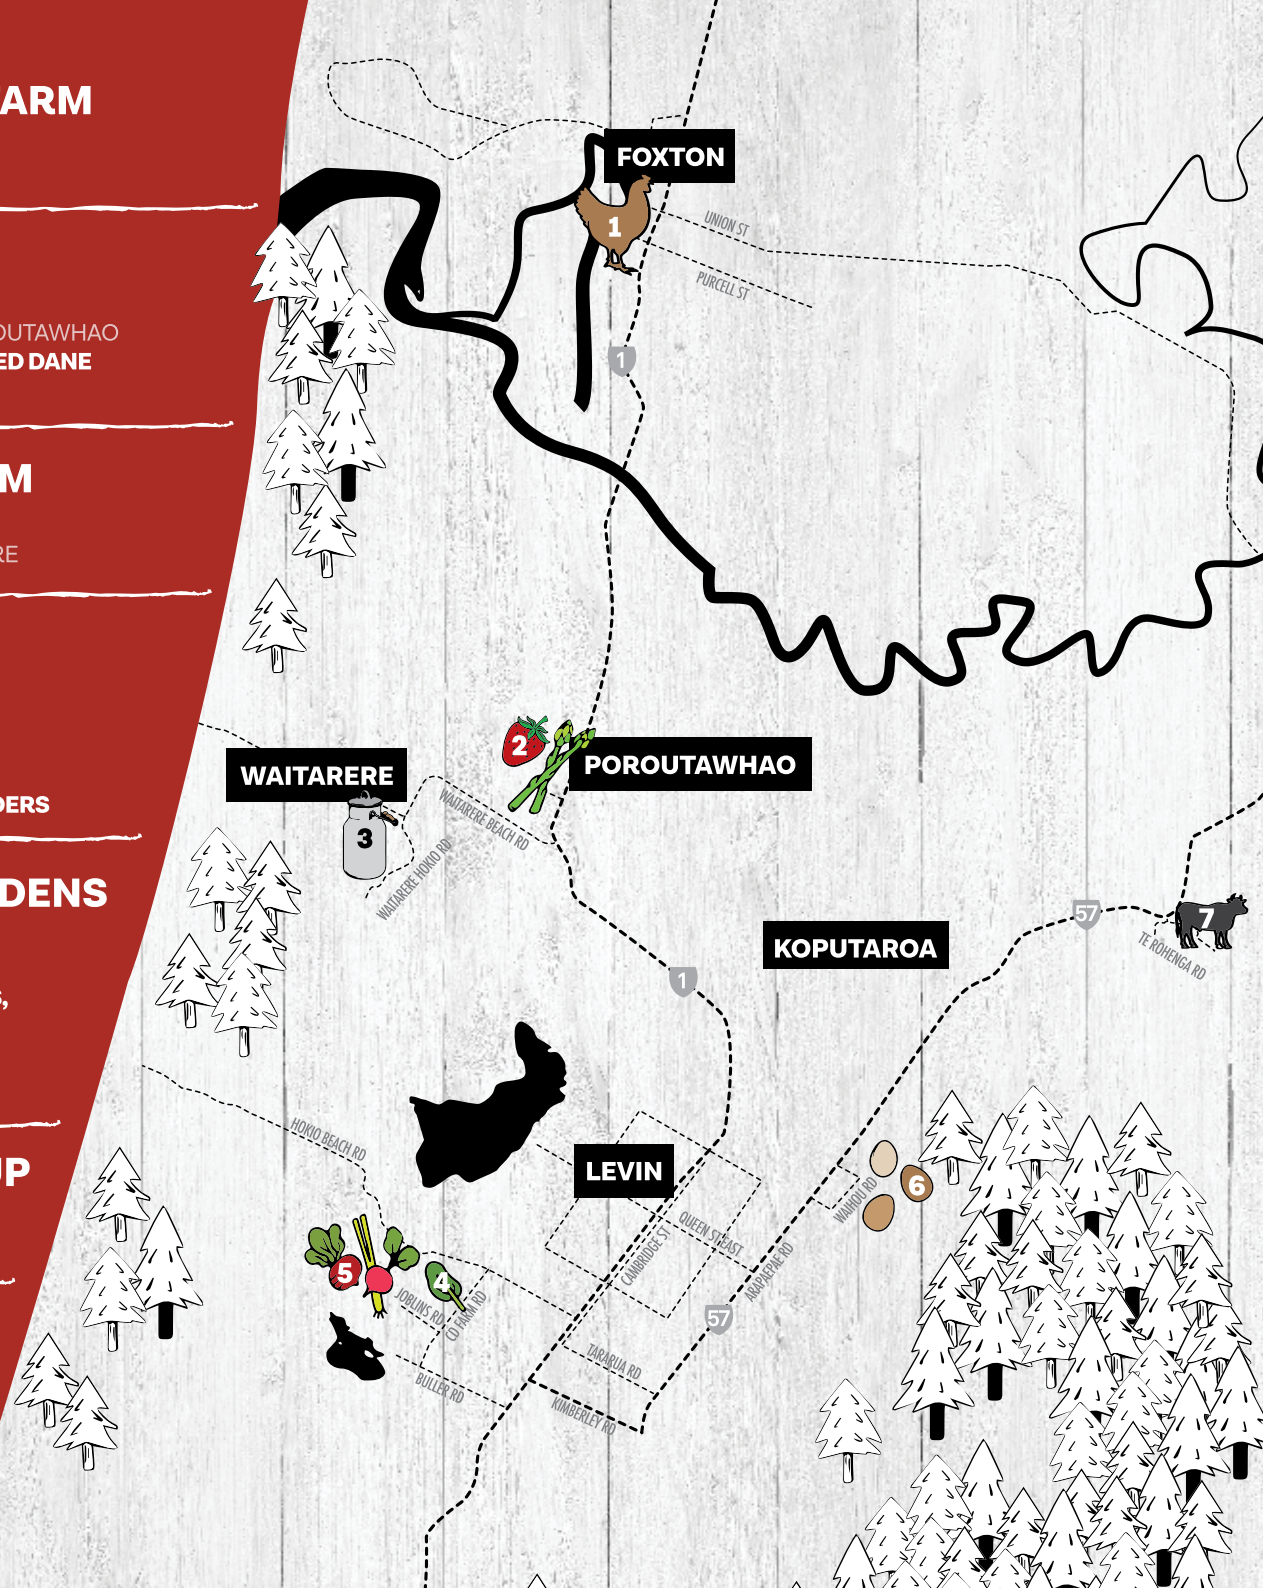 ARM
OUTAWHAO
ED DANE
M
RE
DERS
DENS
S,
UP
FOXTON
1
UNION ST
PURCELL ST
1
2
WAITARERE
POROUTAWHAO
3
WAITARERE BEACH RD
WAITARERE HOKIO RD
57
7
TE ROHENGA RD
KOPUTAROA
1
HOKIO BEACH RD
LEVIN
6
WAIHOU RD
QUEEN ST EAST
CAMBRIDGE ST
ARAPAEPAE RD
5
4
JOBLINS RD
CD FARM RD
57
TARARUA RD
BULLER RD
KIMBERLEY RD